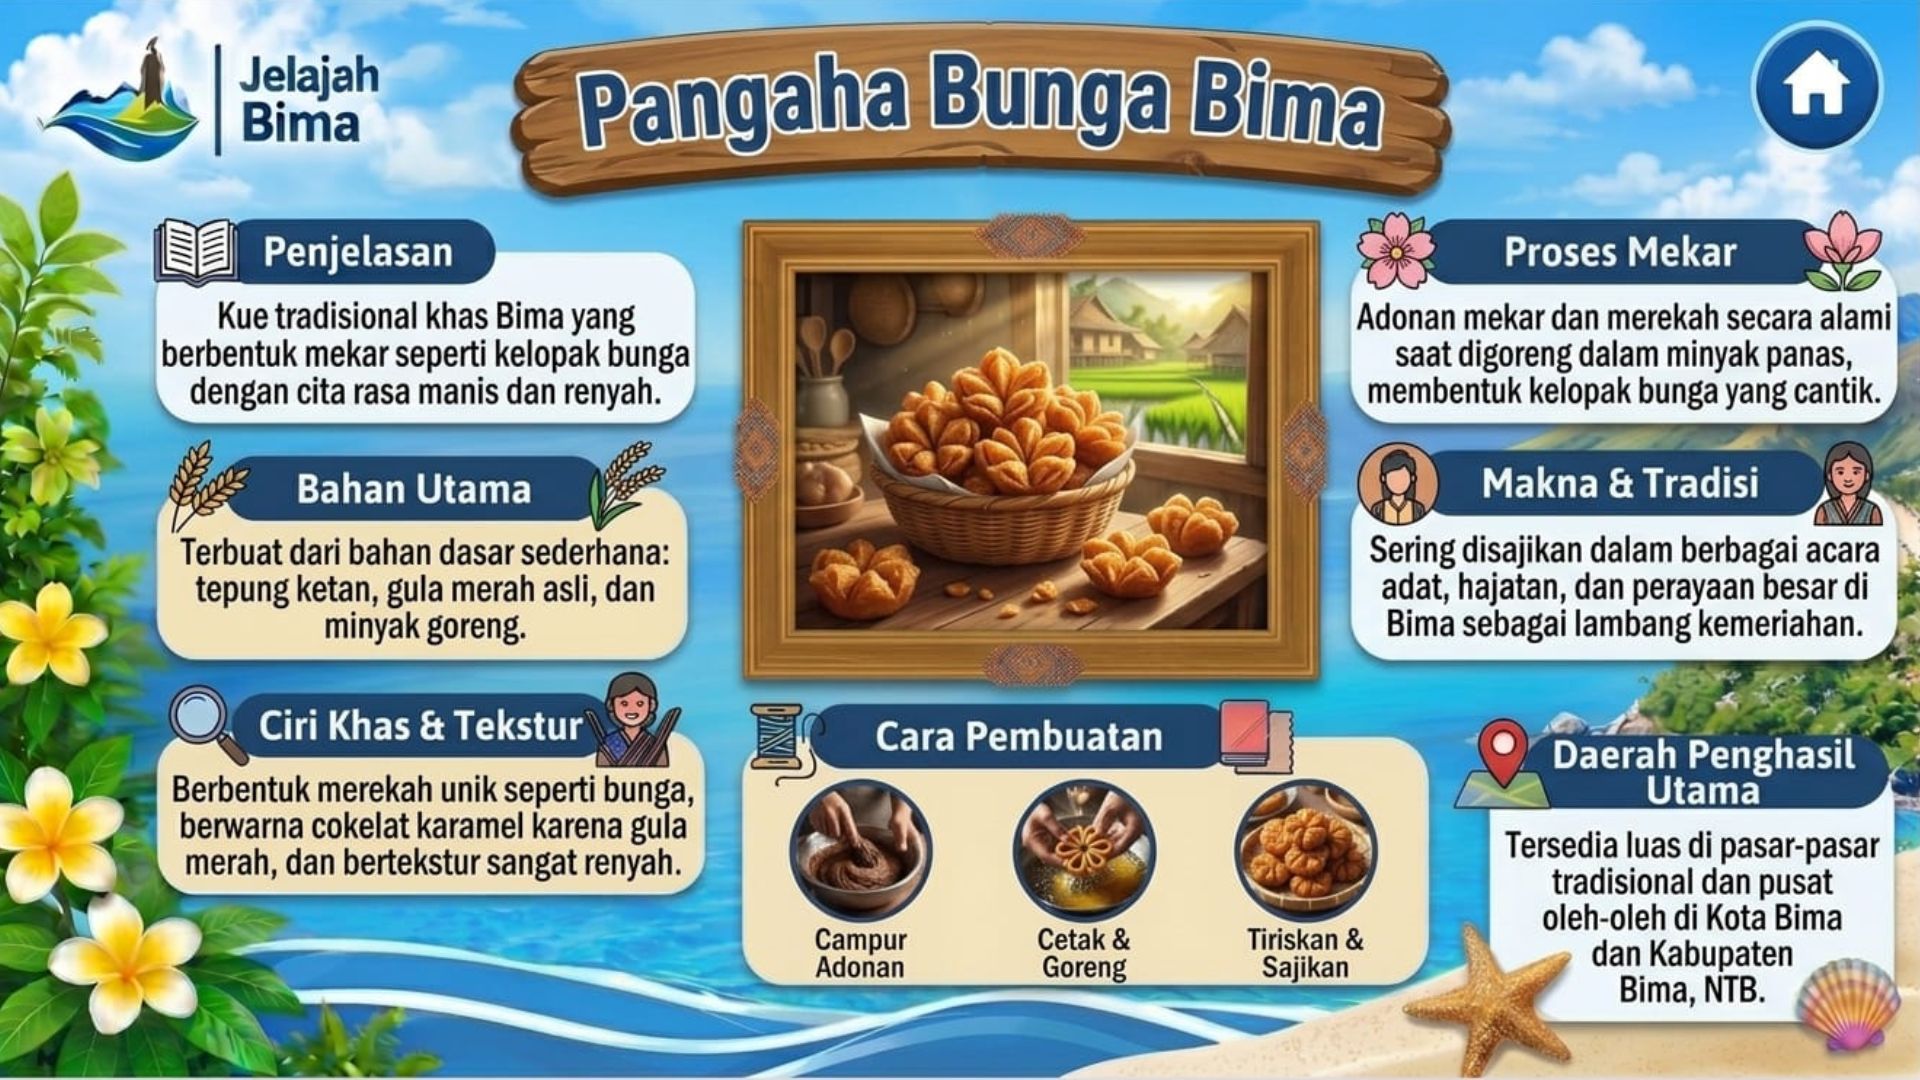 Jelajah
Bima
Pangaha Bunga Bima
Penjelasan
Kue tradisional khas Bima yang
berbentuk mekar seperti kelopak bunga
dengan cita rasa manis dan renyah.
Bahan Utama
Terbuat dari bahan dasar sederhana:
tepung ketan, gula merah asli, dan
minyak goreng.
Ciri Khas & Tekstur
Berbentuk merekah unik seperti bunga,
berwarna cokelat karamel karena gula
merah, dan bertekstur sangat renyah.
Cara Pembuatan
Campur
Adonan
Cetak &
Goreng
Tiriskan &
Sajikan
Proses Mekar
Adonan mekar dan merekah secara alami
saat digoreng dalam minyak panas,
membentuk kelopak bunga yang cantik.
Makna & Tradisi
Sering disajikan dalam berbagai acara
adat, hajatan, dan perayaan besar di
Bima sebagai lambang kemeriahan.
Daerah Penghasil
Utama
Tersedia luas di pasar-pasar
tradisional dan pusat
oleh-oleh di Kota Bima
dan Kabupaten
Bima, NTB.